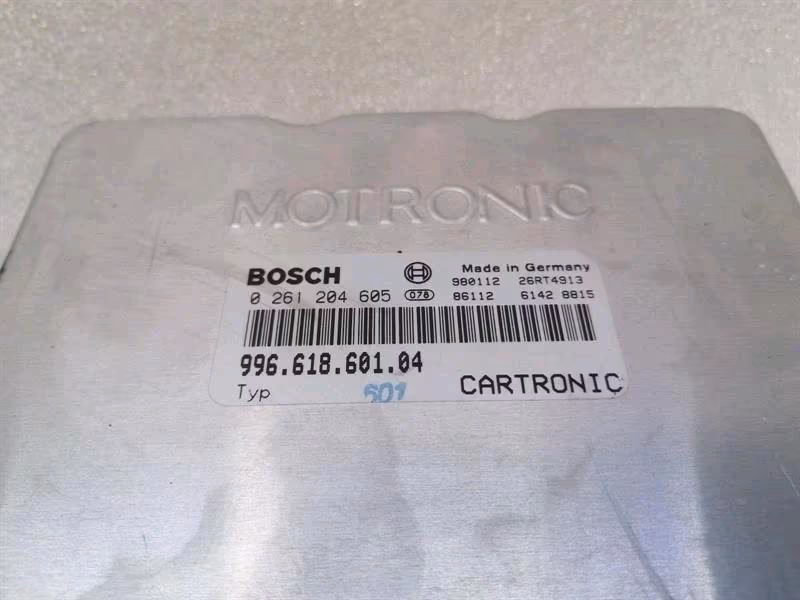 MOTRONIC
BOSCH Made in Germany
980112 26RT4913
0 261 204 605 078 86112 6142 8815
996.618.601.04
Typ 601 CARTRONIC